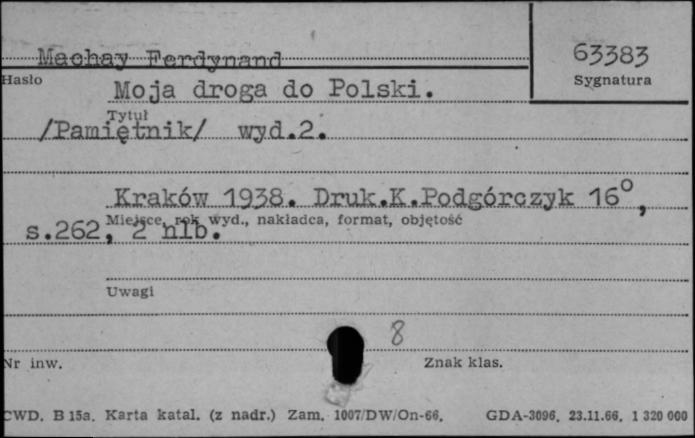 Machay Ferdynand
63383
Hasło
Sygnatura
Moja droga do Polski.
Tytuł
/Pamiętnik/ wyd.2.
Kraków 1938. Druk.K.Podgórczyk 16°,
Miejsce, rok wyd., nakładca, format, objętość
s.262, 2 nlb.
Uwagi
8
Nr inw.
Znak klas.
CWD. B 15a. Karta katal. (z nadr.) Zam. 1007/DW/On-66. GDA-3096. 23.11.66. 1 320 000